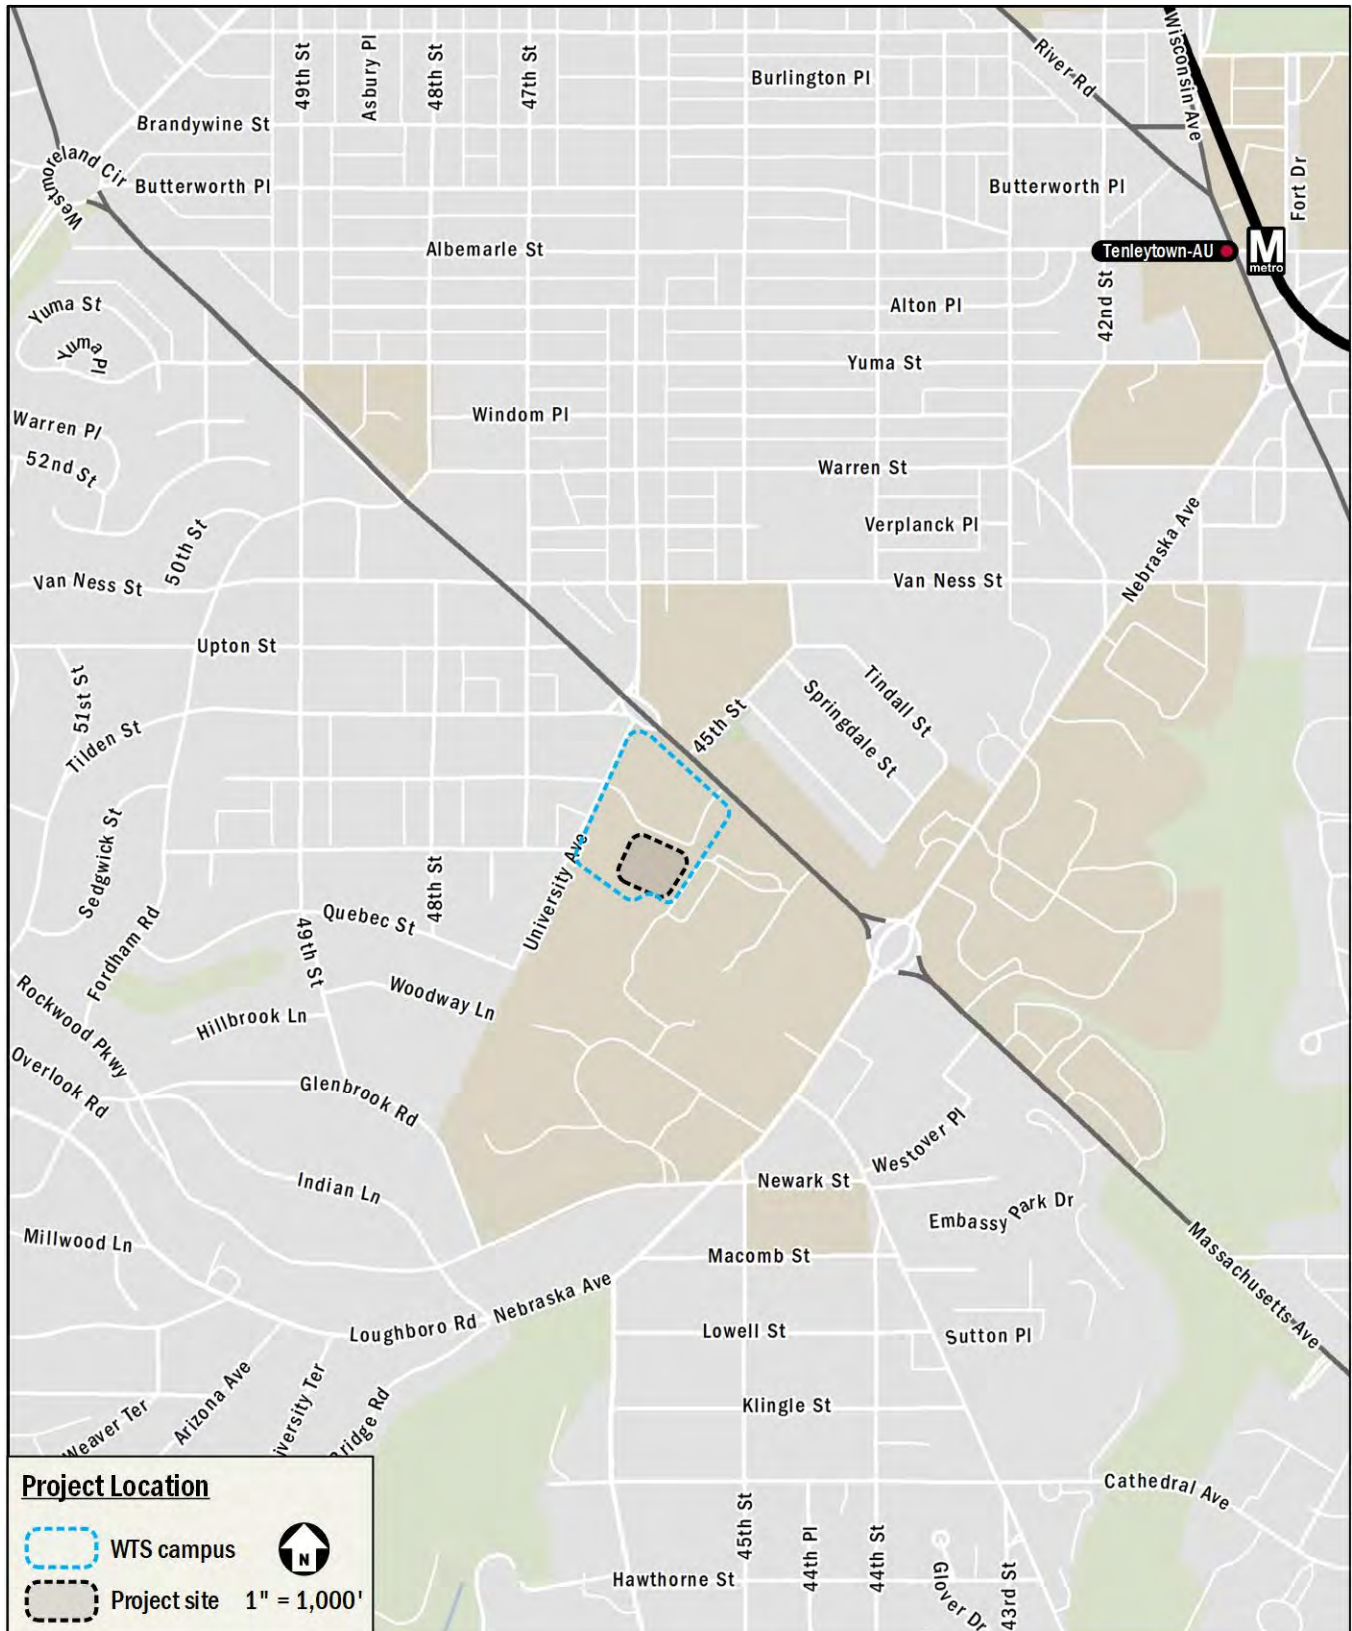 49th St
Asbury Pl
48th St
47th St
Burlington Pl
River Rd
Wisconsin Ave
Brandywine St
Westmoreland Cir
Butterworth Pl
Butterworth Pl
Fort Dr
Albemarle St
Tenleytown-AU
M
metro
42nd St
Yuma St
Yuma Pl
Alton Pl
Yuma St
Warren Pl
Windom Pl
52nd St
Warren St
50th St
Verplanck Pl
Nebraska Ave
Van Ness St
Van Ness St
Upton St
51st St
Tilden St
45th St
Tindall St
Springdale St
Sedgwick St
University Ave
48th St
Quebec St
49th St
Fordham Rd
Woodway Ln
Rockwood Pkwy
Hillbrook Ln
Overlook Rd
Glenbrook Rd
Westover Pl
Indian Ln
Newark St
Embassy Park Dr
Millwood Ln
Macomb St
Massachusetts Ave
Nebraska Ave
Loughboro Rd
Lowell St
Sutton Pl
Arizona Ave
iversity Ter
ridge Rd
Weaver Ter
Klingle St
Cathedral Ave
45th St
44th Pl
44th St
Glover Dr
43rd St
Hawthorne St
Project Location
WTS campus
N
Project site 1" = 1,000'